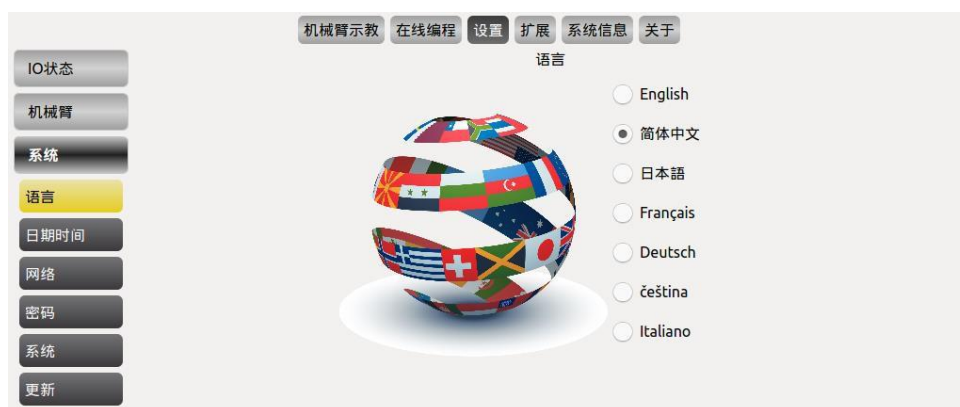 机械臂示教 在线编程 设置 扩展 系统信息 关于
语言
IO状态
机械臂
系统
语言
日期时间
网络
密码
系统
更新
English
简体中文
日本語
Français
Deutsch
čeština
Italiano